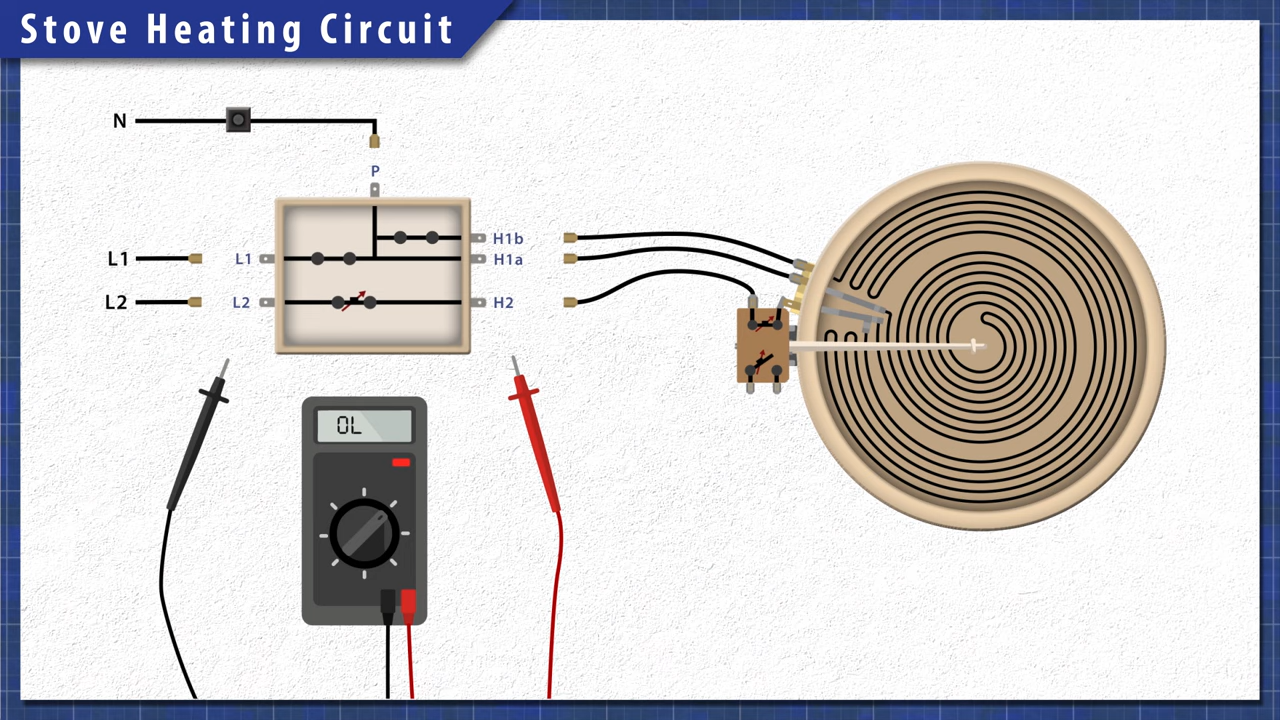 Stove Heating Circuit
N
P
H1b
L1 L1 H1a
L2 L2 H2
OL